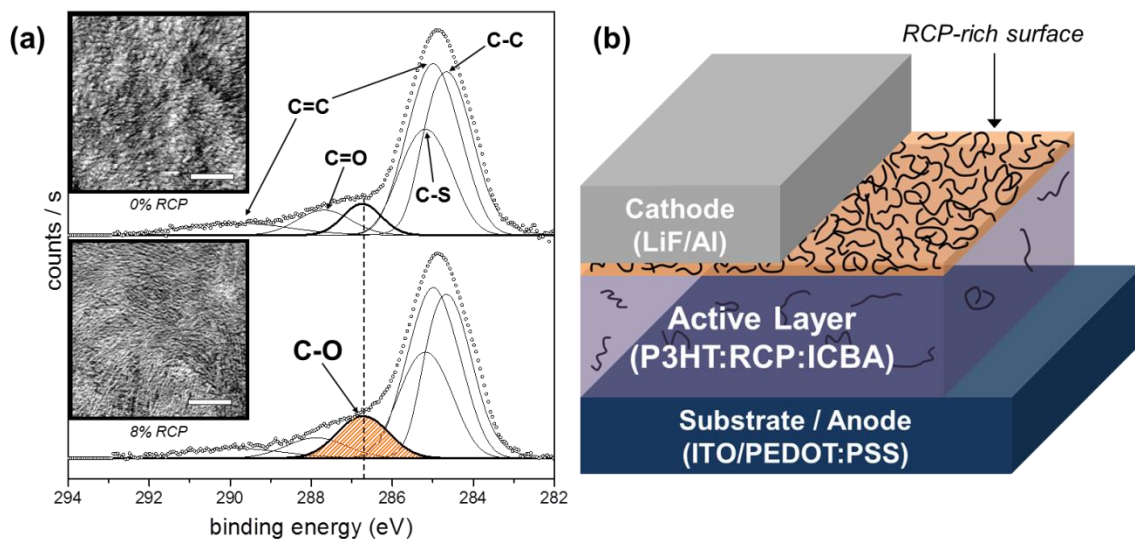 (a)
0% RCP
C=C
C=O
C-S
C-C
8% RCP
C-O
counts / s
294 292 290 288 286 284 282
binding energy (eV)
(b)
RCP-rich surface
Cathode
(LiF/Al)
Active Layer
(P3HT:RCP:ICBA)
Substrate / Anode
(ITO/PEDOT:PSS)